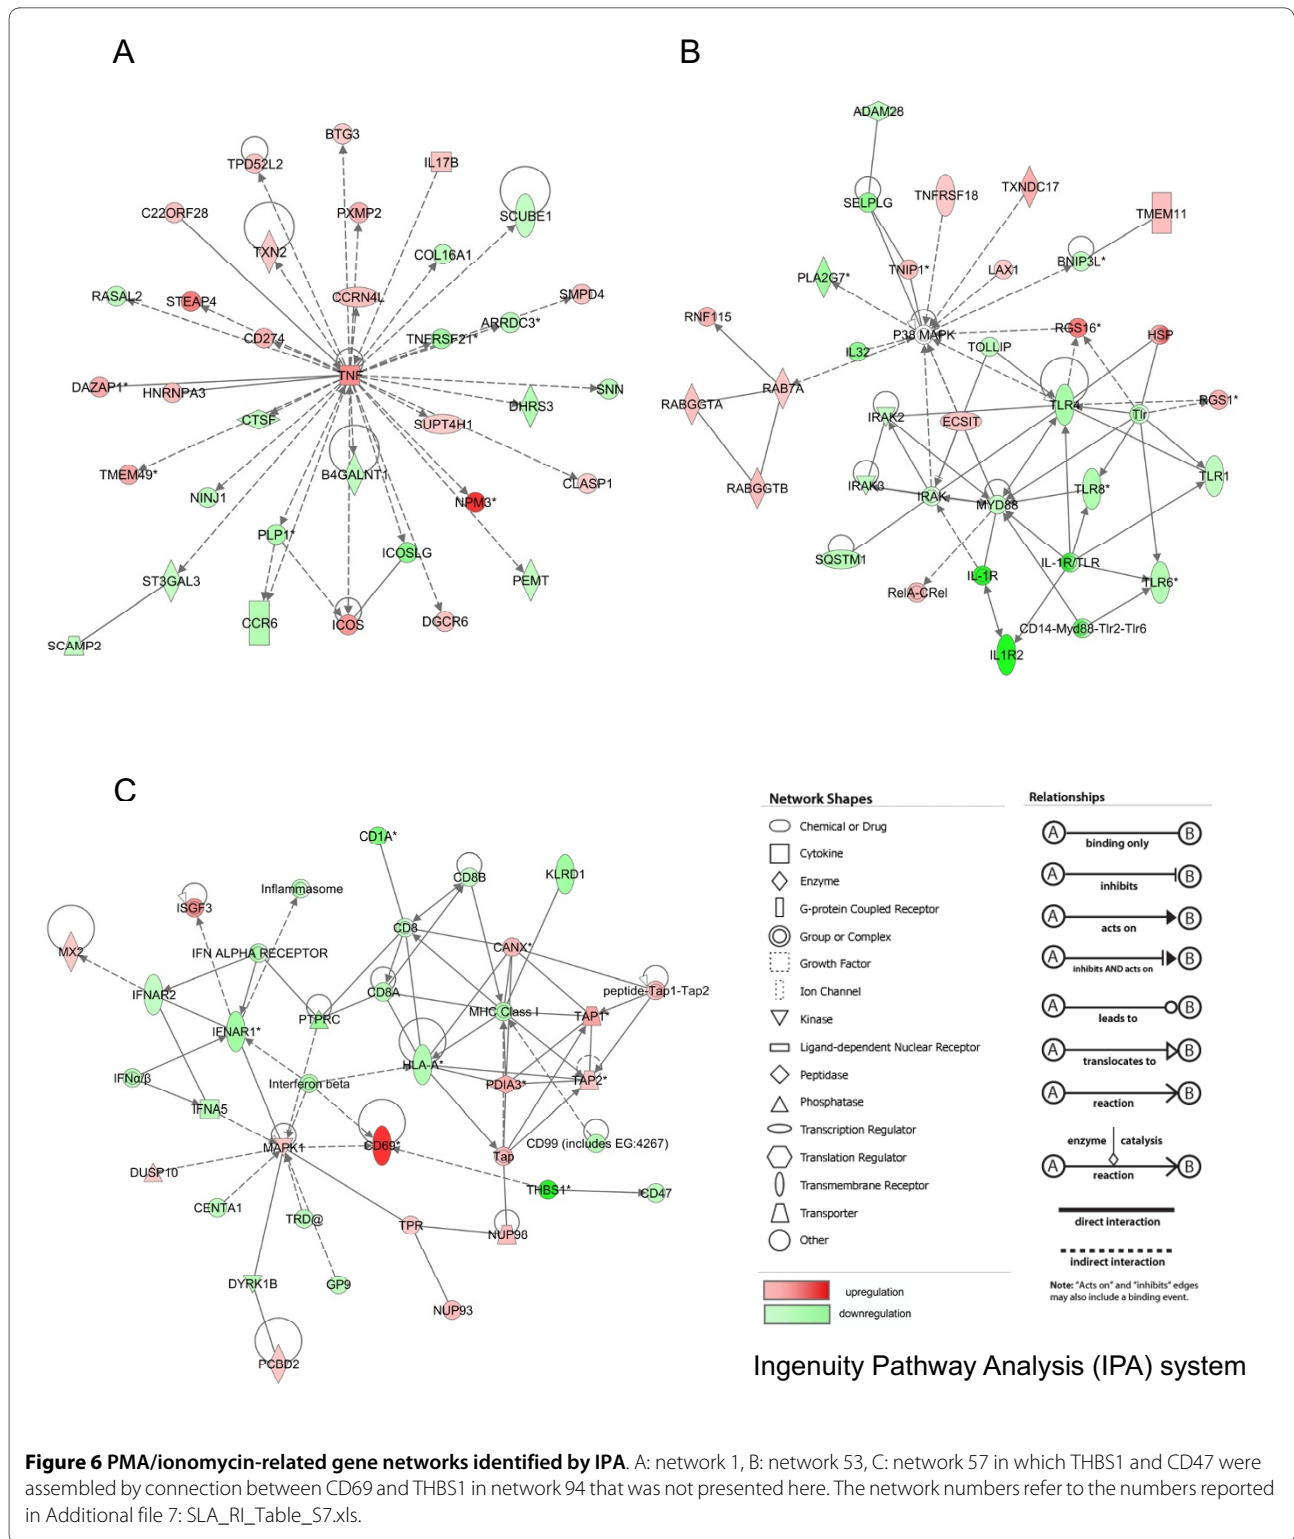 A
BTG3
TPD52L2
IL17B
C22ORF28
PXMP2
SCUBE1
TXN2
COL16A1
RASAL2
STEAP4
CCRN4L
SMPD4
CD274
TNFRSF21*
ARRDC3*
TNF
DAZAP1*
HNRNPA3
SNN
CTSF
DHRS3
SUPT4H1
TMEM49*
B4GALNT1
CLASP1
NINJ1
NPM3*
PLP1*
ICOSLG
ST3GAL3
PEMT
CCR6
ICOS
DGCR6
SCAMP2
B
ADAM28
SELPLG
TNFRSF18
TXNDC17
TMEM11
PLA2G7*
TNIP1*
LAX1
BNIP3L*
RNF115
P38 MAPK
RGS16*
HSP
IL32
TOLLIP
RAB7A
RABGGTA
IRAK2
ECSIT
TLR4
Tlr
RGS1*
RABGGTB
IRAK3
IRAK
MYD88
TLR8*
TLR1
SQSTM1
IL-1R
IL-1R/TLR
TLR6*
RelA-CRel
CD14-Myd88-Tlr2-Tlr6
IL1R2
C
CD1A*
Inflammasome
CD8B
KLRD1
ISGF3
MX2
IFN ALPHA RECEPTOR
CD8
CANX*
IFNAR2
CD8A
peptide-Tap1-Tap2
IFNAR1*
PTPRC
MHC Class I
TAP1*
IFNα/β
Interferon beta
HLA-A*
PDIA3*
TAP2*
IFNA5
MAPK1
CD69*
Tap
CD99 (includes EG:4267)
DUSP10
THBS1*
CD47
CENTA1
TRD@
TPR
NUP98
DYRK1B
GP9
NUP93
PCBD2
Network Shapes
Chemical or Drug
Cytokine
Enzyme
G-protein Coupled Receptor
Group or Complex
Growth Factor
Ion Channel
Kinase
Ligand-dependent Nuclear Receptor
Peptidase
Phosphatase
Transcription Regulator
Translation Regulator
Transmembrane Receptor
Transporter
Other
upregulation
downregulation
Relationships
A B
binding only
A B
inhibits
A B
acts on
A B
inhibits AND acts on
A B
leads to
A B
translocates to
A B
reaction
enzyme catalysis
A B
reaction
direct interaction
indirect interaction
Note: "Acts on" and "inhibits" edges
may also include a binding event.
Ingenuity Pathway Analysis (IPA) system
Figure 6 PMA/ionomycin-related gene networks identified by IPA. A: network 1, B: network 53, C: network 57 in which THBS1 and CD47 were
assembled by connection between CD69 and THBS1 in network 94 that was not presented here. The network numbers refer to the numbers reported
in Additional file 7: SLA_RI_Table_S7.xls.